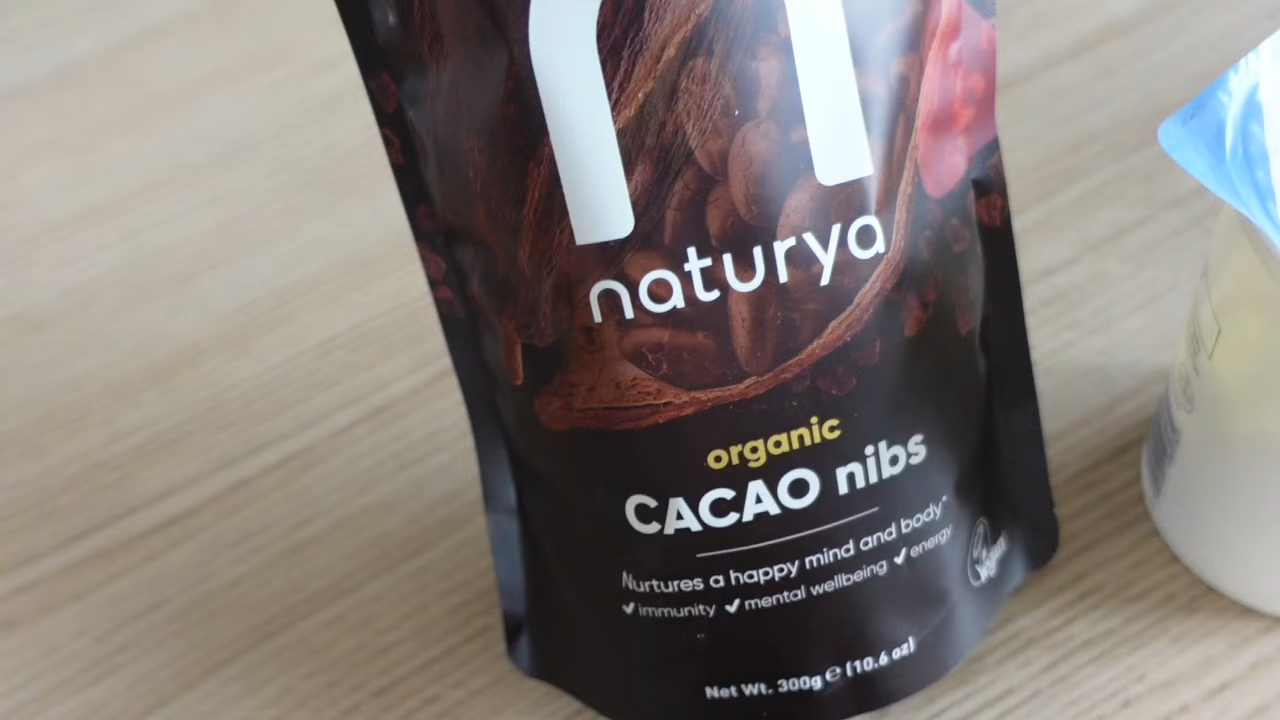 naturya
organic
CACAO nibs
Nurtures a happy mind and body*
✓immunity ✓mental wellbeing ✓energy
Vegan
Net Wt. 300g ℮ (10.6 oz)